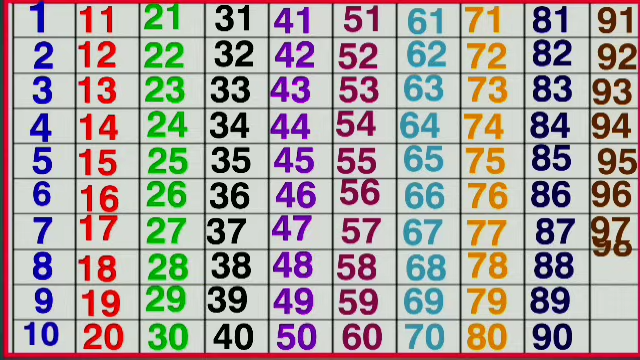 1 11 21 31 41 51 61 71 81 91
2 12 22 32 42 52 62 72 82 92
3 13 23 33 43 53 63 73 83 93
4 14 24 34 44 54 64 74 84 94
5 15 25 35 45 55 65 75 85 95
6 16 26 36 46 56 66 76 86 96
7 17 27 37 47 57 67 77 87 97
8 18 28 38 48 58 68 78 88 98
9 19 29 39 49 59 69 79 89
10 20 30 40 50 60 70 80 90